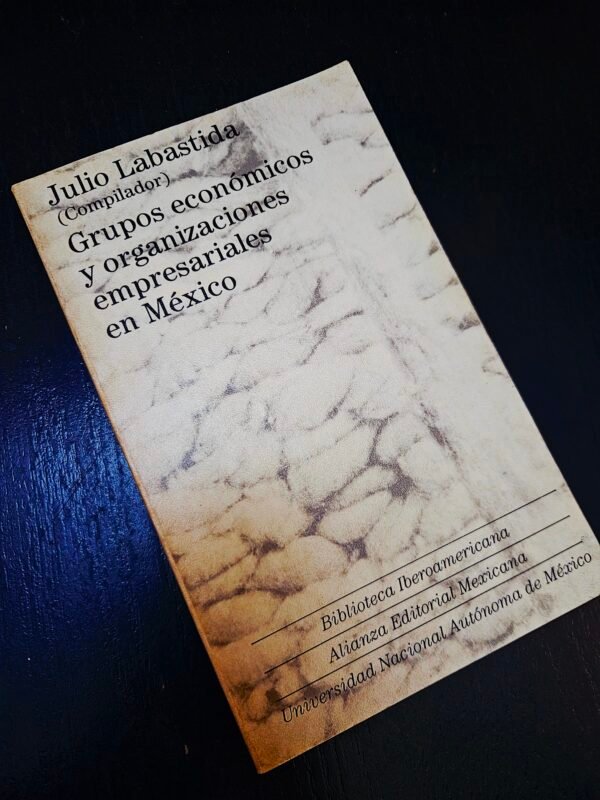 Julio Labastida
(Compilador)
Grupos económicos
y organizaciones
empresariales
en México
Biblioteca Iberoamericana
Alianza Editorial Mexicana
Universidad Nacional Autónoma de México